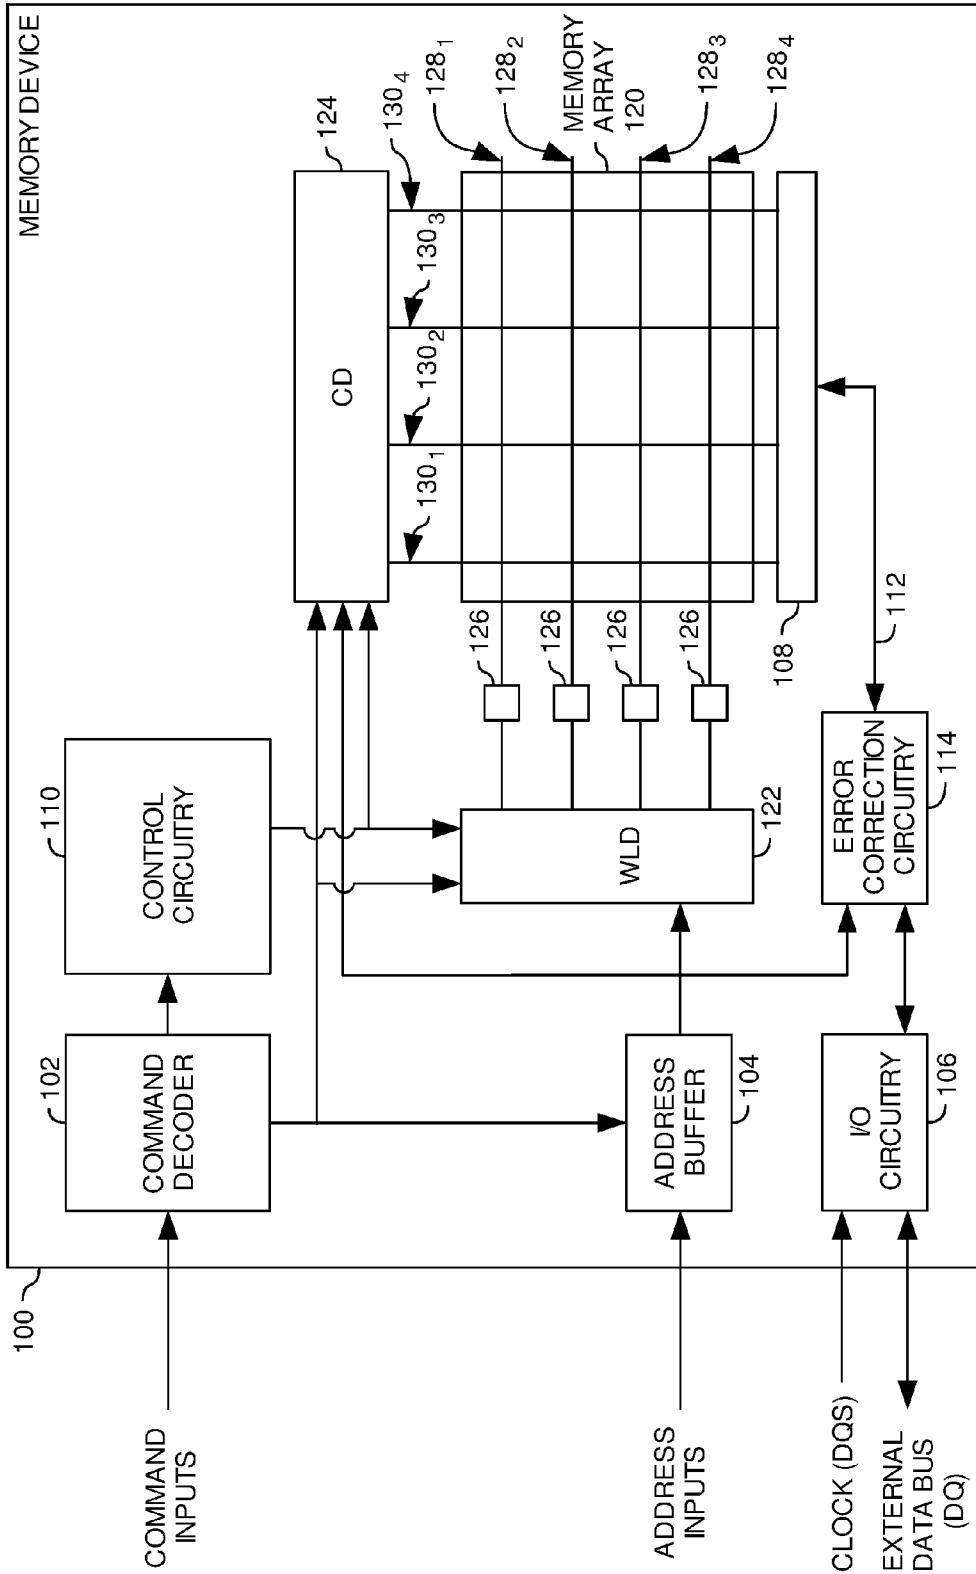 MEMORY DEVICE
100
COMMAND
INPUTS
ADDRESS
INPUTS
CLOCK (DQS)
EXTERNAL
DATA BUS
(DQ)
102
COMMAND
DECODER
110
CONTROL
CIRCUITRY
ADDRESS
BUFFER
104
I/O
CIRCUITRY
106
WLD
122
ERROR
CORRECTION
CIRCUITRY
114
112
108
126
126
126
126
CD
124
130₁
130₂
130₃
130₄
128₁
128₂
MEMORY
ARRAY
120
128₃
128₄